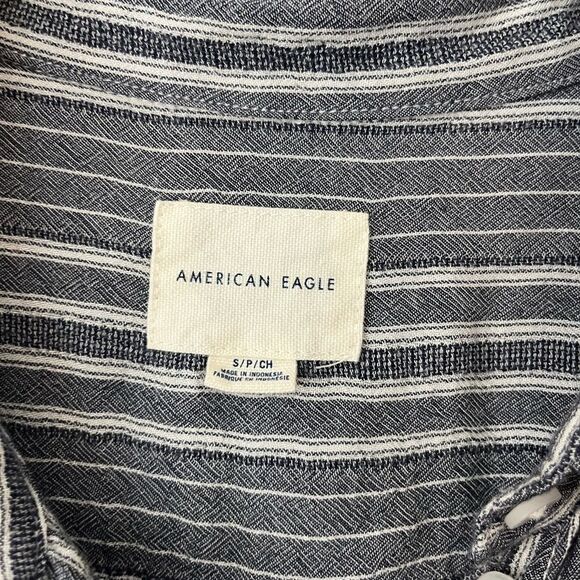 AMERICAN EAGLE
S/P/CH
MADE IN INDONESIA
FABRIQUÉ EN INDONÉSIE